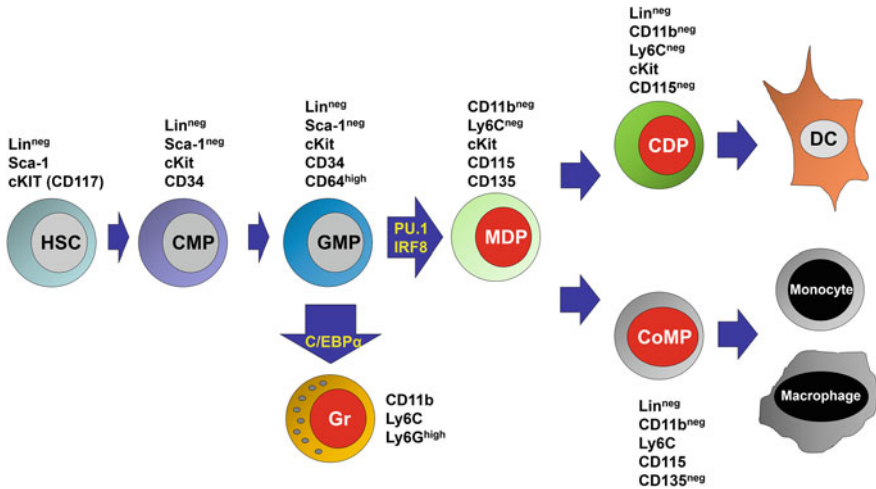 Lin^neg
Sca-1
cKIT (CD117)
HSC
Lin^neg
Sca-1^neg
cKit
CD34
CMP
Lin^neg
Sca-1^neg
cKit
CD34
CD64^high
GMP
PU.1
IRF8
C/EBPα
Gr
CD11b
Ly6C
Ly6G^high
CD11b^neg
Ly6C^neg
cKit
CD115
CD135
MDP
Lin^neg
CD11b^neg
Ly6C^neg
cKit
CD115^neg
CDP
DC
CoMP
Lin^neg
CD11b^neg
Ly6C
CD115
CD135^neg
Monocyte
Macrophage